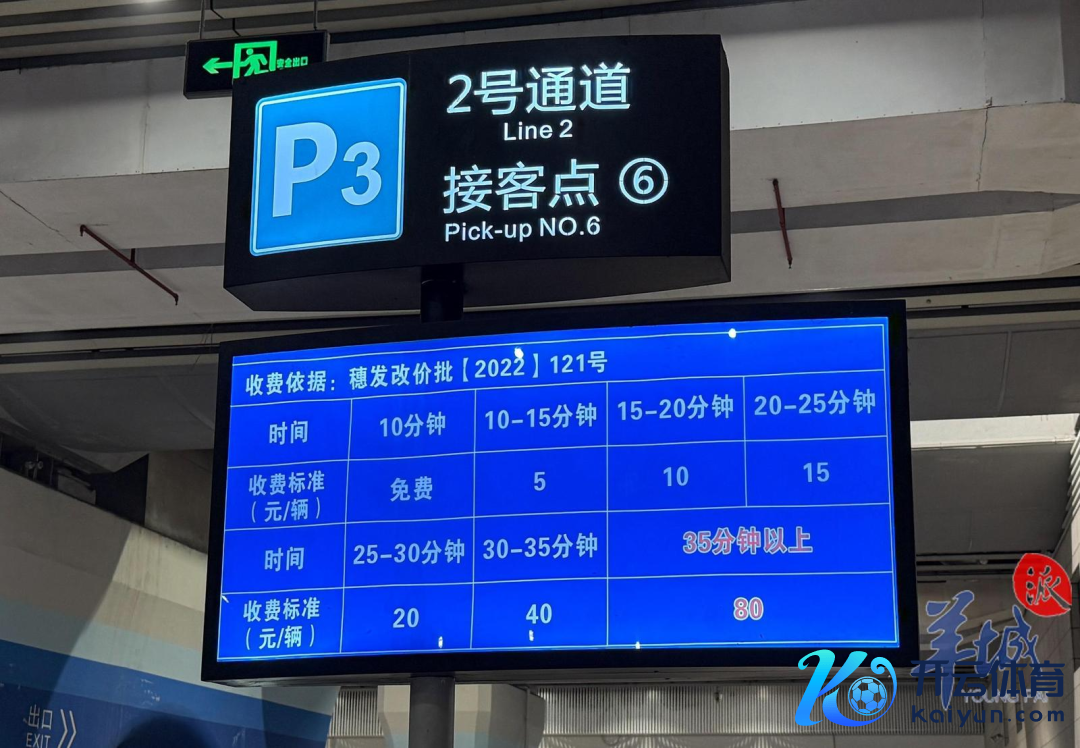 安全出口
P3
2号通道
Line 2
接客点 ⑥
Pick-up NO.6
收费依据：穗发改价批【2022】121号
时间 10分钟 10-15分钟 15-20分钟 20-25分钟
收费标准（元/辆） 免费 5 10 15
时间 25-30分钟 30-35分钟 35分钟以上
收费标准（元/辆） 20 40 80
出口
EXIT
羊城派
开云体育
kaiyun.com